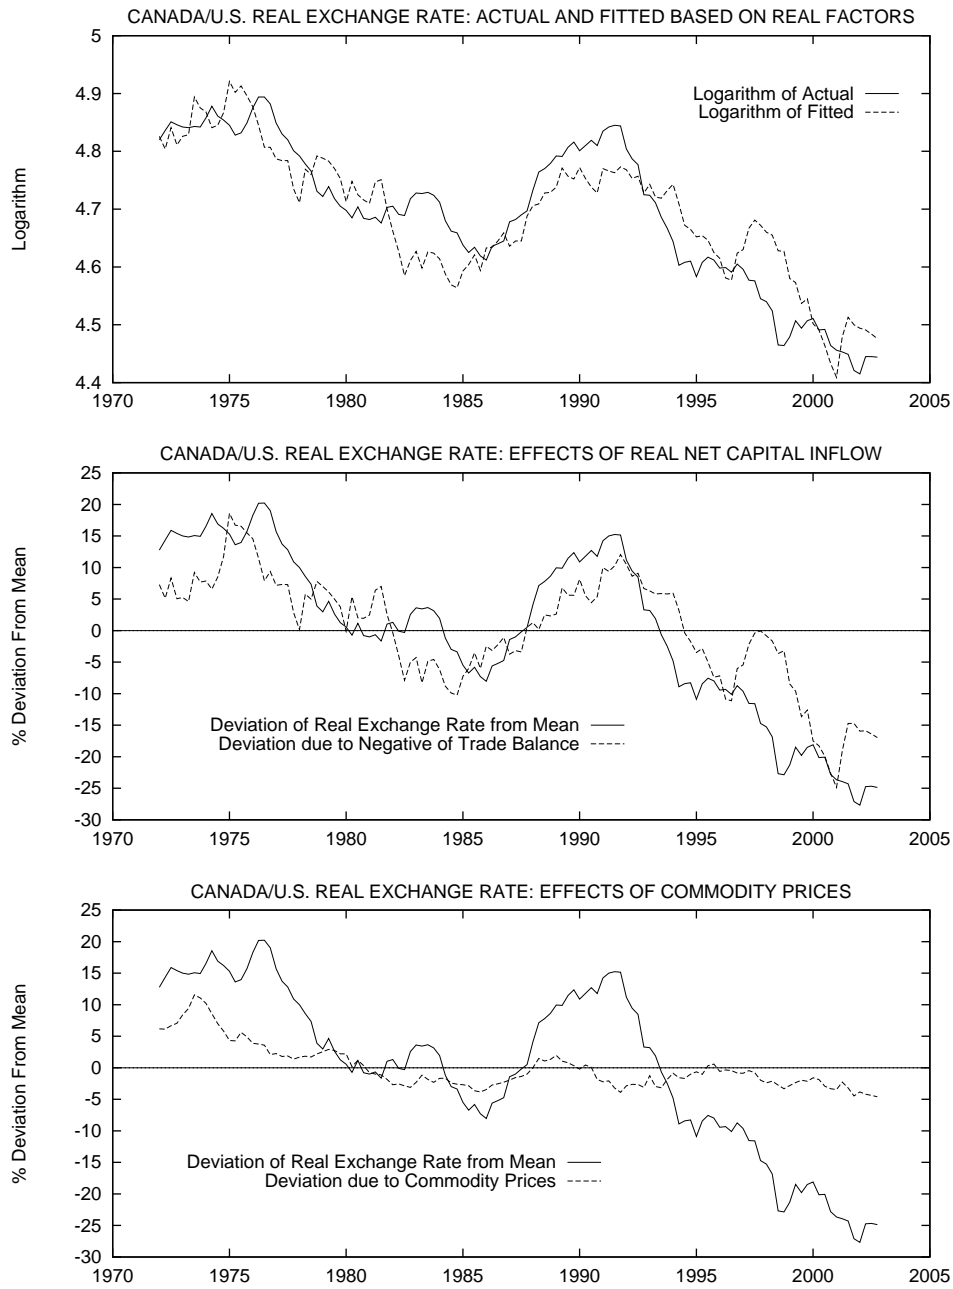 CANADA/U.S. REAL EXCHANGE RATE: ACTUAL AND FITTED BASED ON REAL FACTORS
5
4.9
4.8
4.7
4.6
4.5
4.4
Logarithm
Logarithm of Actual
Logarithm of Fitted
1970 1975 1980 1985 1990 1995 2000 2005
CANADA/U.S. REAL EXCHANGE RATE: EFFECTS OF REAL NET CAPITAL INFLOW
25
20
15
10
5
0
-5
-10
-15
-20
-25
-30
% Deviation From Mean
Deviation of Real Exchange Rate from Mean
Deviation due to Negative of Trade Balance
1970 1975 1980 1985 1990 1995 2000 2005
CANADA/U.S. REAL EXCHANGE RATE: EFFECTS OF COMMODITY PRICES
25
20
15
10
5
0
-5
-10
-15
-20
-25
-30
% Deviation From Mean
Deviation of Real Exchange Rate from Mean
Deviation due to Commodity Prices
1970 1975 1980 1985 1990 1995 2000 2005